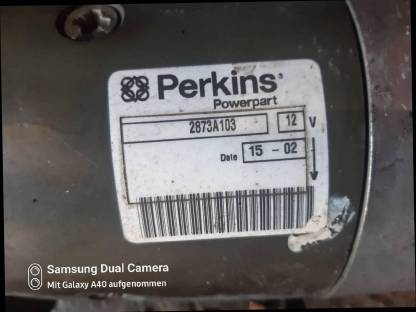 Perkins
Powerpart
2873A103 12 V
Date 15 - 02
Samsung Dual Camera
Mit Galaxy A40 aufgenommen